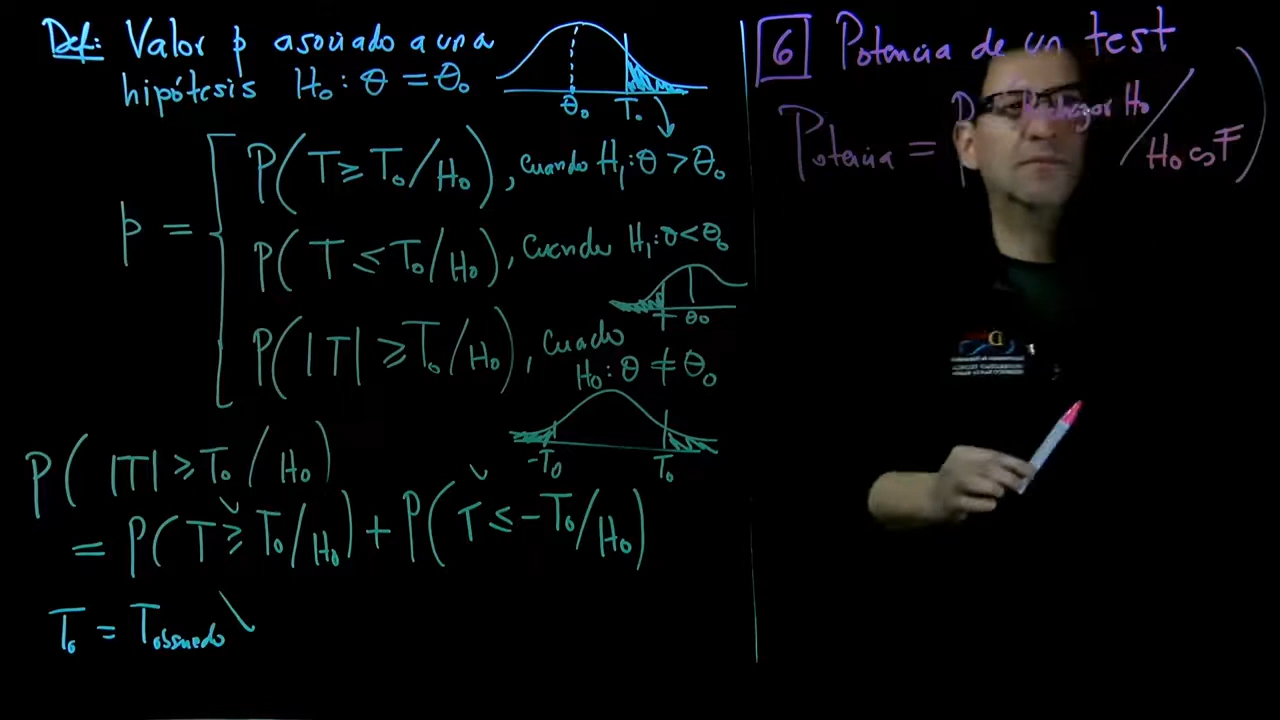 Def: Valor p asociado a una
hipótesis H₀: θ = θ₀
θ₀ T₀
p =
P(T ≥ T₀/H₀), cuando H₁: θ > θ₀
P(T ≤ T₀/H₀), cuando H₁: θ < θ₀
θ₀
P(|T| ≥ T₀/H₀), cuado
H₀: θ ≠ θ₀
-T₀ T₀
P(|T| ≥ T₀/H₀)
= P(T ≥ T₀/H₀) + P(T ≤ -T₀/H₀)
T₀ =
6 Potencia de un test
Potencia = P Rechazar H₀ / H₀ es F)